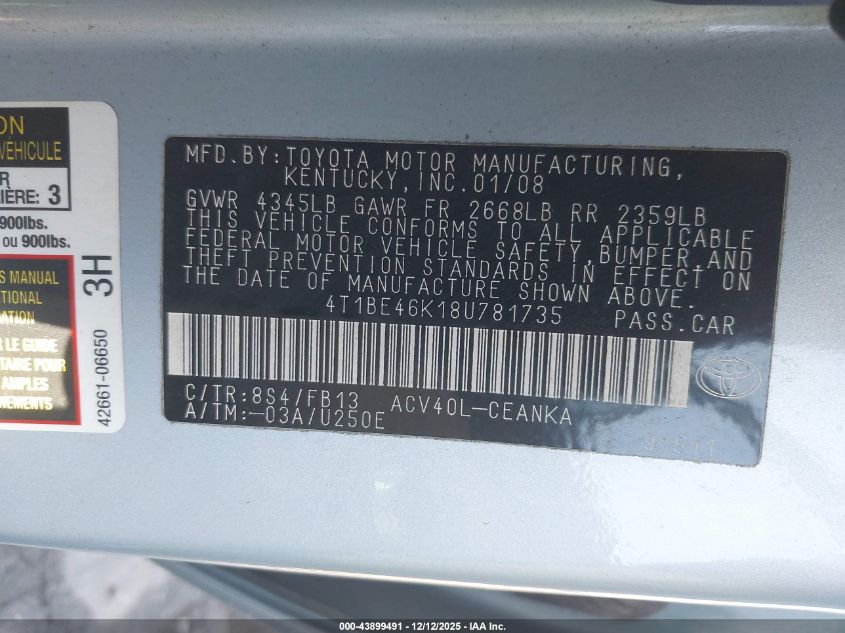 ON
VÉHICULE
R
IÈRE: 3
900lbs.
ou 900lbs.
S MANUAL
TIONAL
ATION
R LE GUIDE
TAIRE POUR
AMPLES
NEMENTS
3H
42661-06650
MFD.BY:TOYOTA MOTOR MANUFACTURING,
KENTUCKY,INC.01/08
GVWR 4345LB GAWR FR 2668LB RR 2359LB
THIS VEHICLE CONFORMS TO ALL APPLICABLE
FEDERAL MOTOR VEHICLE SAFETY,BUMPER,AND
THEFT PREVENTION STANDARDS IN EFFECT ON
THE DATE OF MANUFACTURE SHOWN ABOVE.
4T1BE46K18U781735 PASS.CAR
C/TR:8S4/FB13 ACV40L-CEANKA
A/TM:-03A/U250E
91511
000-43899491 - 12/12/2025 - IAA Inc.